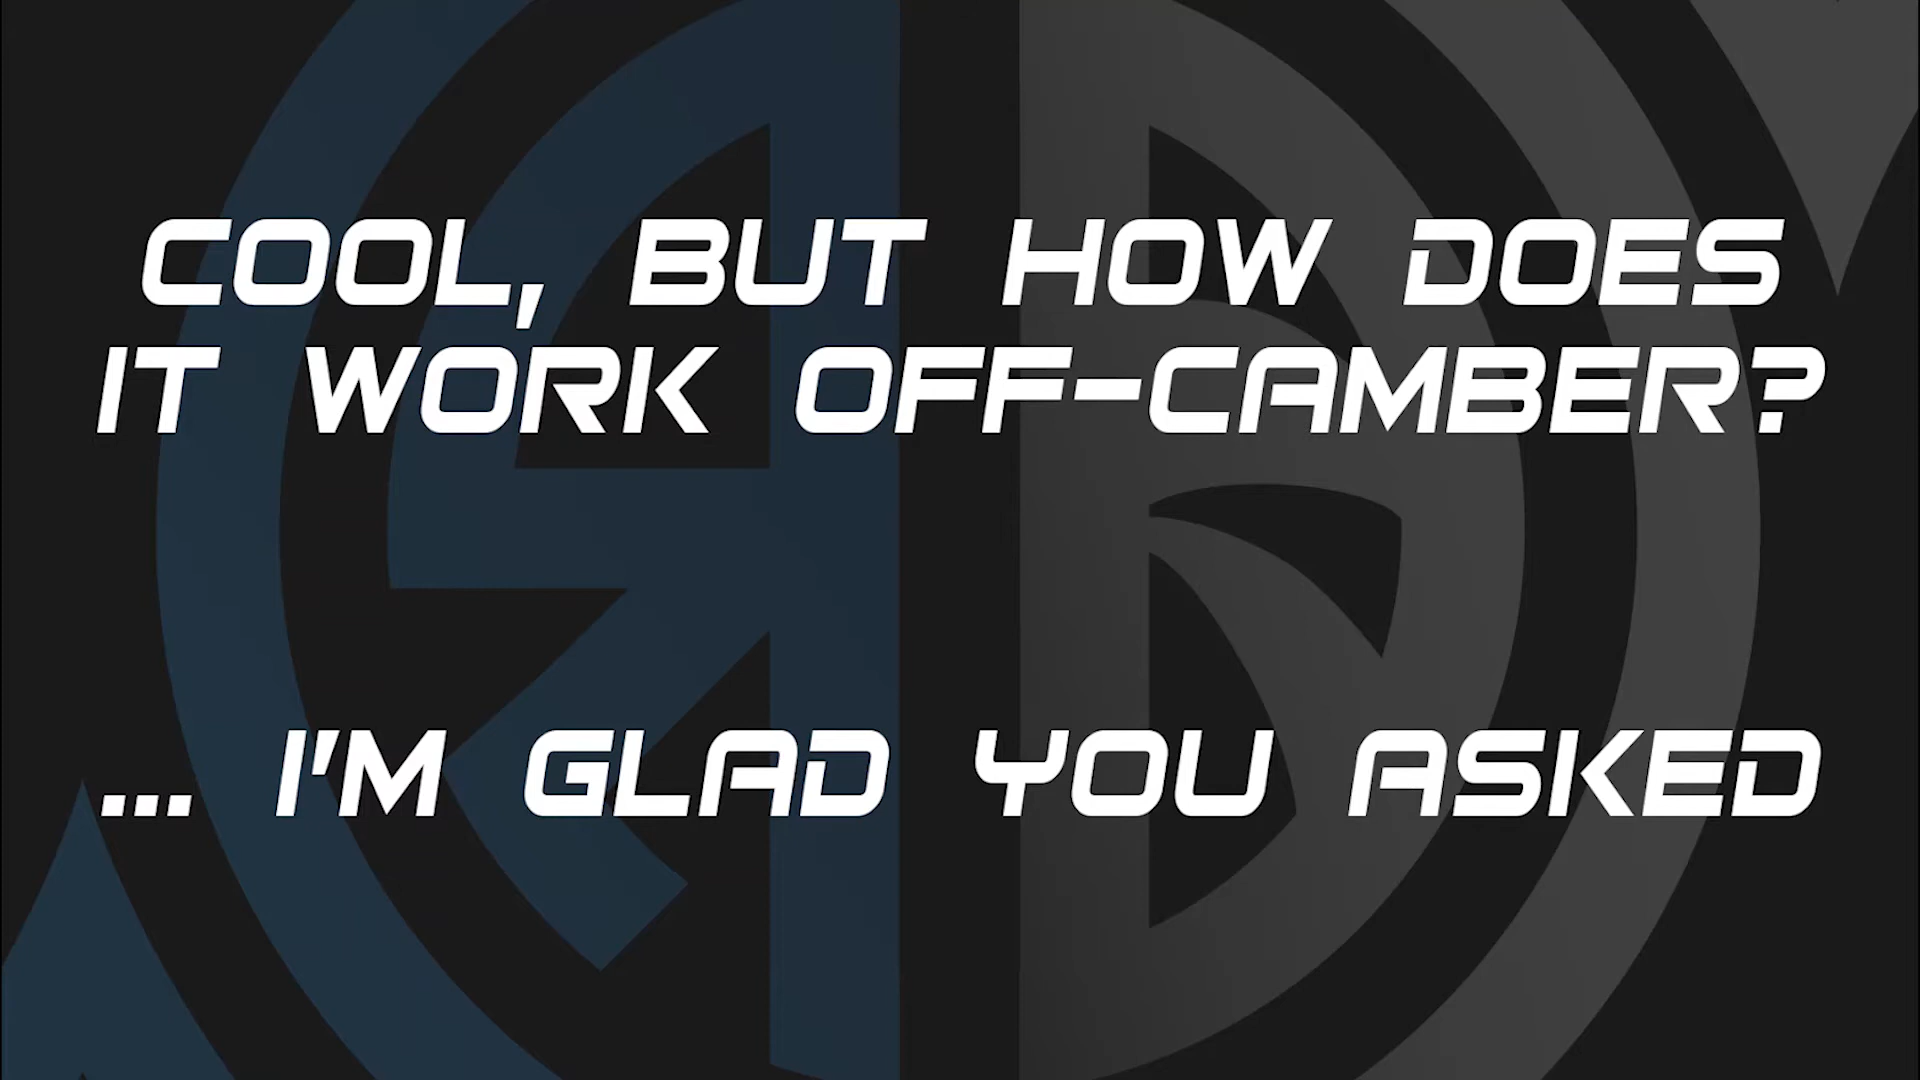 COOL, BUT HOW DOES
IT WORK OFF-CAMBER?
... I'M GLAD YOU ASKED